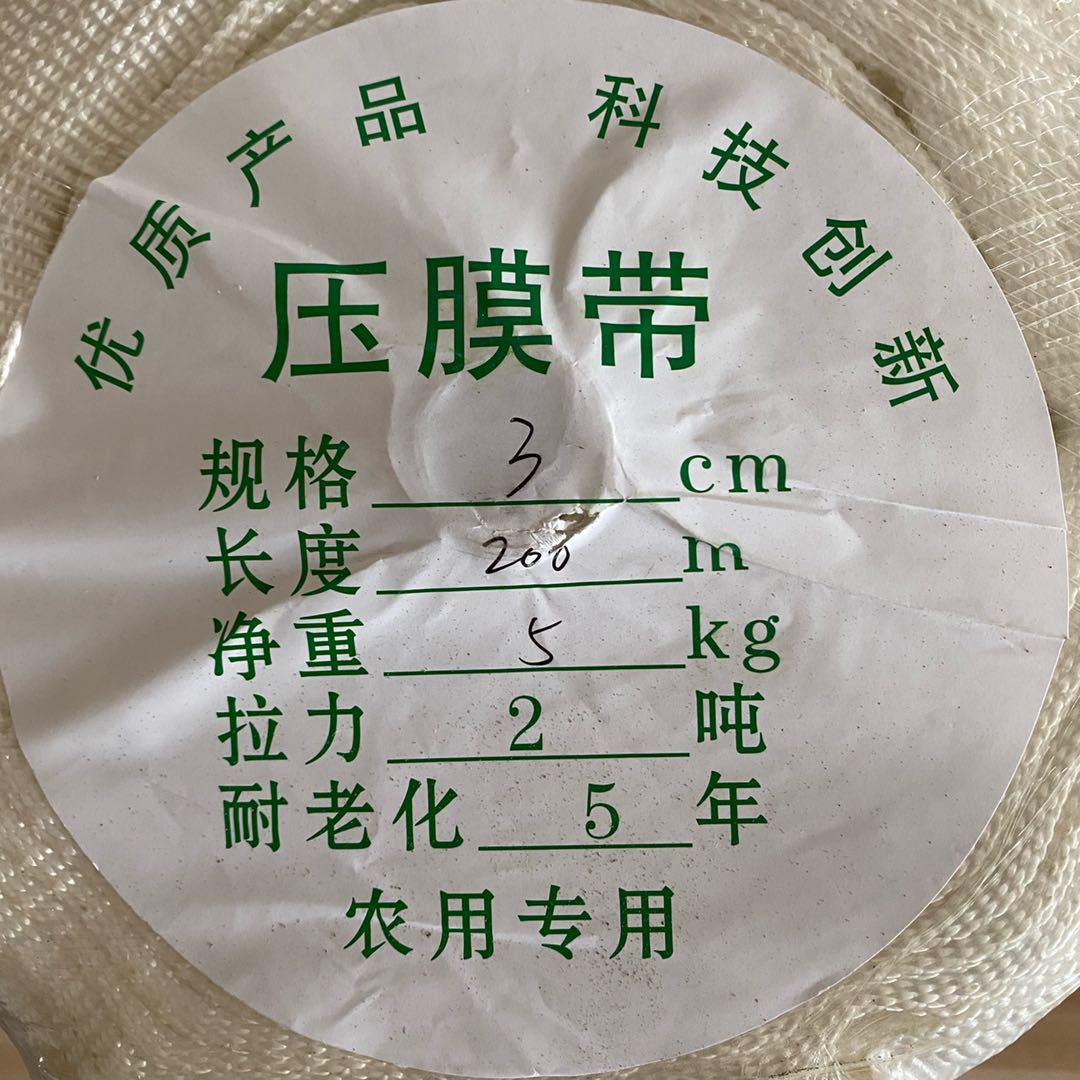 优质产品 科技创新
压膜带
规格 3 cm
长度 200 m
净重 5 kg
拉力 2 吨
耐老化 5 年
农用专用